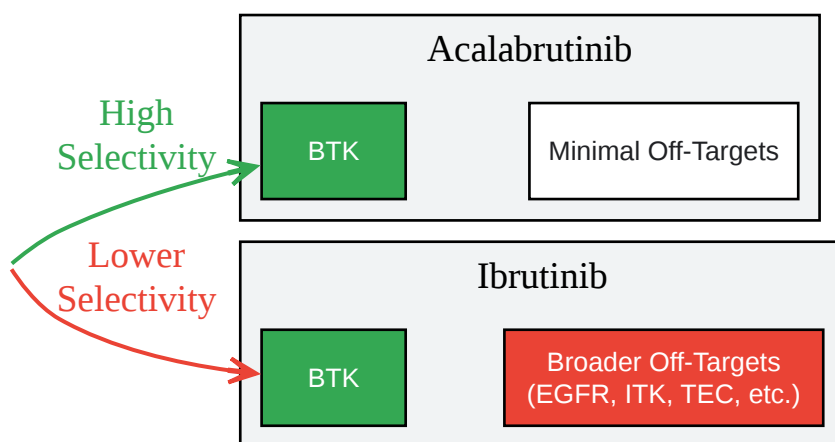 Acalabrutinib
High
Selectivity
BTK
Minimal Off-Targets
Lower
Selectivity
Ibrutinib
BTK
Broader Off-Targets
(EGFR, ITK, TEC, etc.)